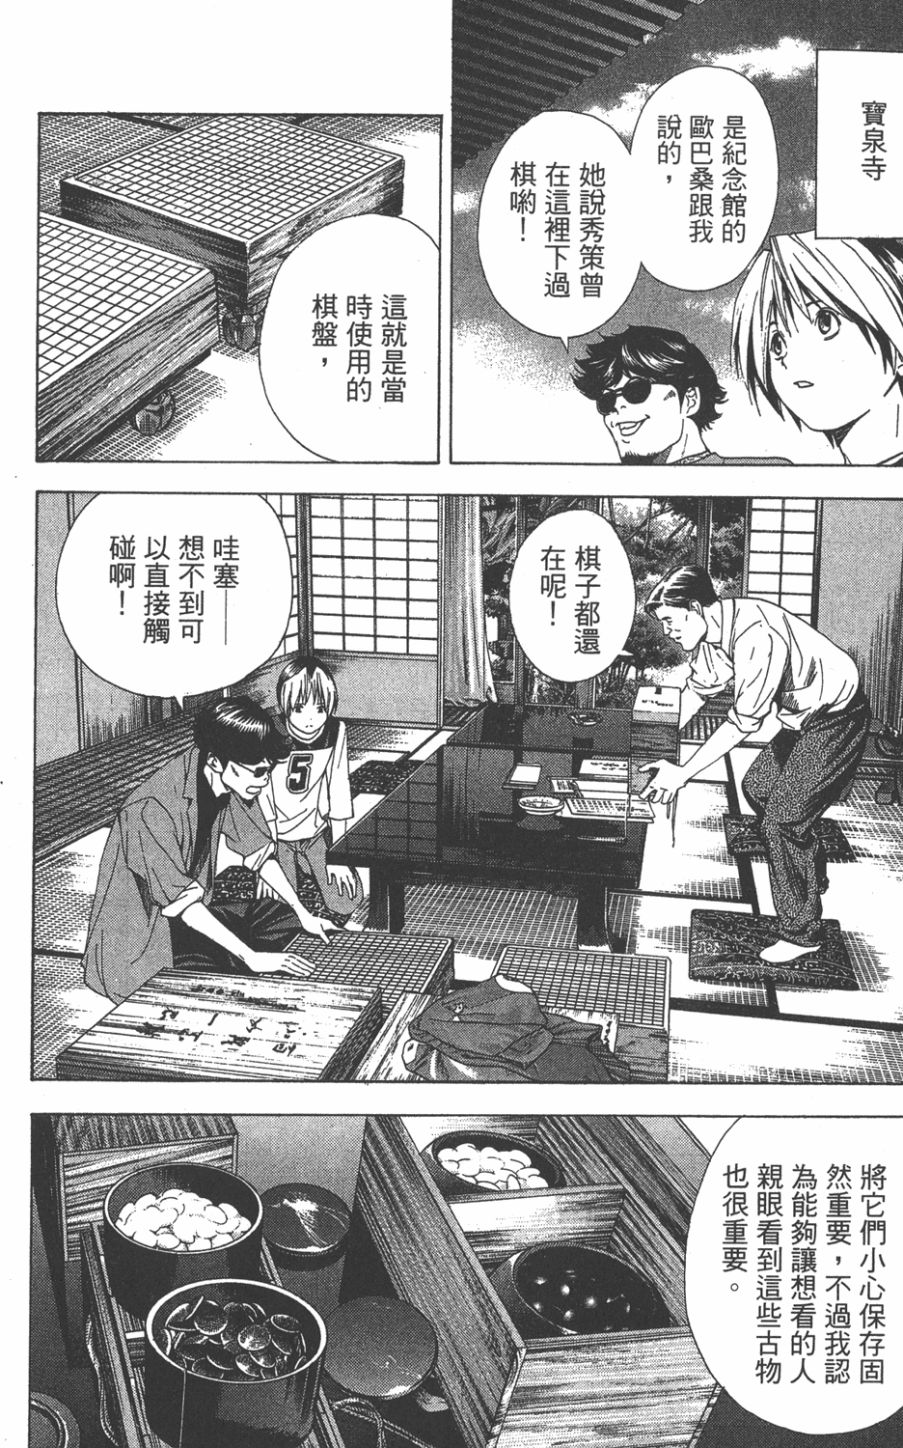 寶泉寺
是紀念館的
歐巴桑跟我
說的，
她說秀策曾
在這裡下過
棋喲！
這就是當
時使用的
棋盤，
棋子都還
在呢！
哇塞——
想不到可
以直接觸
碰啊！
5
將它們小心保存固
然重要，不過我認
為能夠讓想看的人
親眼看到這些古物
也很重要。